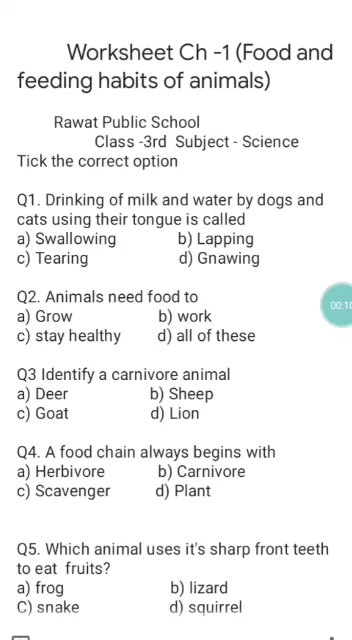 Worksheet Ch -1 (Food and
feeding habits of animals)
Rawat Public School
Class -3rd Subject - Science
Tick the correct option
Q1. Drinking of milk and water by dogs and
cats using their tongue is called
a) Swallowing b) Lapping
c) Tearing d) Gnawing
Q2. Animals need food to
a) Grow b) work
c) stay healthy d) all of these
Q3 Identify a carnivore animal
a) Deer b) Sheep
c) Goat d) Lion
Q4. A food chain always begins with
a) Herbivore b) Carnivore
c) Scavenger d) Plant
Q5. Which animal uses it's sharp front teeth
to eat fruits?
a) frog b) lizard
C) snake d) squirrel